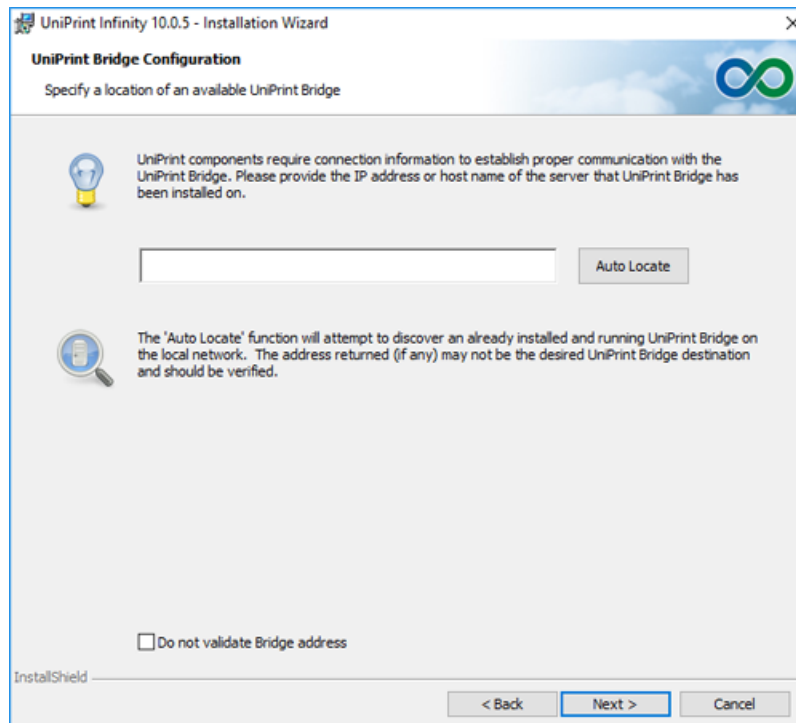 UniPrint Infinity 10.0.5 - Installation Wizard
UniPrint Bridge Configuration
Specify a location of an available UniPrint Bridge
UniPrint components require connection information to establish proper communication with the
UniPrint Bridge. Please provide the IP address or host name of the server that UniPrint Bridge has
been installed on.
Auto Locate
The 'Auto Locate' function will attempt to discover an already installed and running UniPrint Bridge on
the local network.  The address returned (if any) may not be the desired UniPrint Bridge destination
and should be verified.
Do not validate Bridge address
InstallShield
< Back
Next >
Cancel